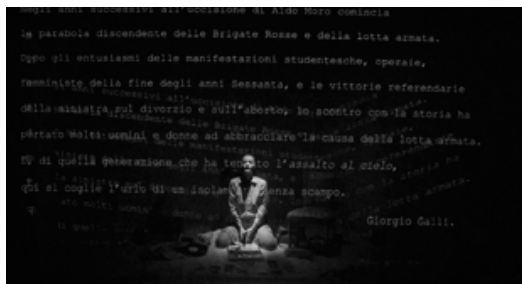 Negli anni successivi all'uccisione di Aldo Moro comincia
la parabola discendente delle Brigate Rosse e della lotta armata.
Dopo gli entusiasmi delle manifestazioni studentesche, operaie,
femministe della fine degli anni Sessanta, e le vittorie referendarie
della sinistra sul divorzio e sull'aborto, lo scontro con la storia ha
portato molti uomini e donne ad abbracciare la causa della lotta armata.
di quella generazione che ha tentato l'assalto al cielo,
qui si coglie l'urlo di un senza scampo.
Giorgio Galli.